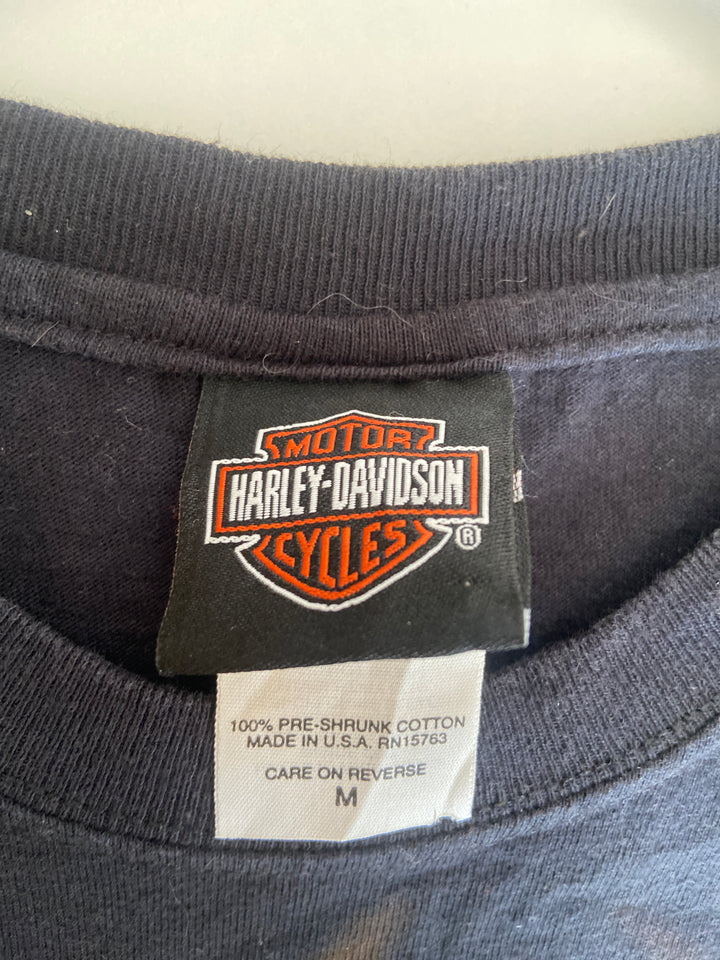 MOTOR
HARLEY-DAVIDSON
CYCLES
®
100% PRE-SHRUNK COTTON
MADE IN U.S.A. RN15763
CARE ON REVERSE
M